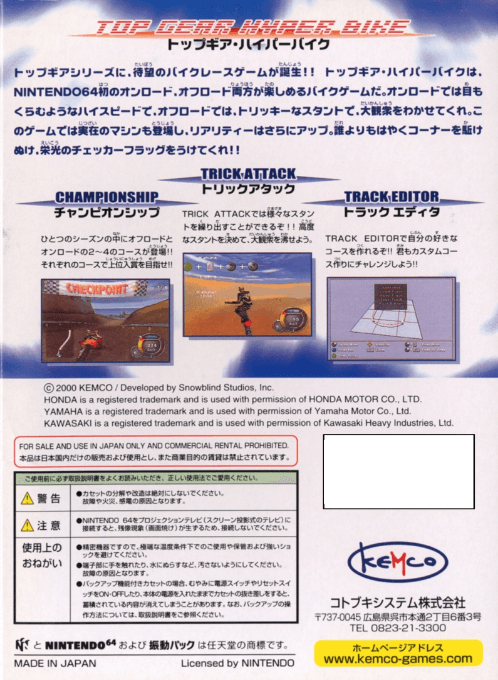 TOP GEAR HYPER BIKE
トップギア・ハイパーバイク
トップギアシリーズに、待望のバイクレースゲームが誕生!! トップギア・ハイパーバイクは、
NINTENDO64初のオンロード、オフロード両方が楽しめるバイクゲームだ。オンロードでは目も
くらむようなハイスピードで、オフロードでは、トリッキーなスタントで、大観衆をわかせてくれ。こ
のゲームでは実在のマシンも登場し、リアリティーはさらにアップ。誰よりもはやくコーナーを駈け
ぬけ、栄光のチェッカーフラッグをうけてくれ!!
CHAMPIONSHIP
チャンピオンシップ
ひとつのシーズンの中にオフロードと
オンロードの2〜4のコースが登場!!
それぞれのコースで上位入賞を目指せ!!
CHECKPOINT
TRICK ATTACK
トリックアタック
TRICK ATTACKでは様々なスタン
トを繰り出すことができるぞ!! 高度
なスタントを決めて、大観衆を沸せよう。
TRACK EDITOR
トラック エディタ
TRACK EDITORで自分の好きな
コースを作れるぞ!! 君もカスタムコー
ス作りにチャレンジしよう!!
© 2000 KEMCO / Developed by Snowblind Studios, Inc.
HONDA is a registered trademark and is used with permission of HONDA MOTOR CO., LTD.
YAMAHA is a registered trademark and is used with permission of Yamaha Motor Co., Ltd.
KAWASAKI is a registered trademark and is used with permission of Kawasaki Heavy Industries, Ltd.
FOR SALE AND USE IN JAPAN ONLY AND COMMERCIAL RENTAL PROHIBITED.
本品は日本国内だけの販売および使用とし、また商業目的の賃貸は禁止されています。
ご使用前に必ず取扱説明書をよくお読みいただき、正しい使用法でご愛用ください。
警告
●カセットの分解や改造は絶対にしないでください。
故障や火災、感電の原因となります。
注意
●NINTENDO 64をプロジェクションテレビ(スクリーン投影式のテレビ)に
接続すると、残像現象(画面焼け)が生ずるため、接続しないでください。
使用上の
おねがい
●精密機器ですので、極端な温度条件下でのご使用や保管および強いショ
ックを避けてください。
●端子部に手を触れたり、水にぬらすなど、汚さないようにしてください。
故障の原因となります。
●バックアップ機能付きカセットの場合、むやみに電源スイッチやリセットスイ
ッチをON・OFFしたり、本体の電源を入れたままでカセットの抜き差しをすると、
蓄積されている内容が消えてしまうことがあります。なお、バックアップの操
作方法については、取扱説明書をご参照ください。
と NINTENDO64 および 振動パック は任天堂の商標です。
MADE IN JAPAN
Licensed by NINTENDO
KEMCO
コトブキシステム株式会社
〒737-0045 広島県呉市本通2丁目6番3号
TEL 0823-21-3300
ホームページアドレス
www.kemco-games.com